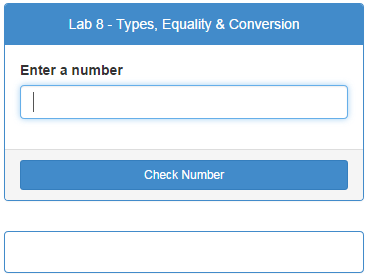 Lab 8 - Types, Equality & Conversion
Enter a number
Check Number